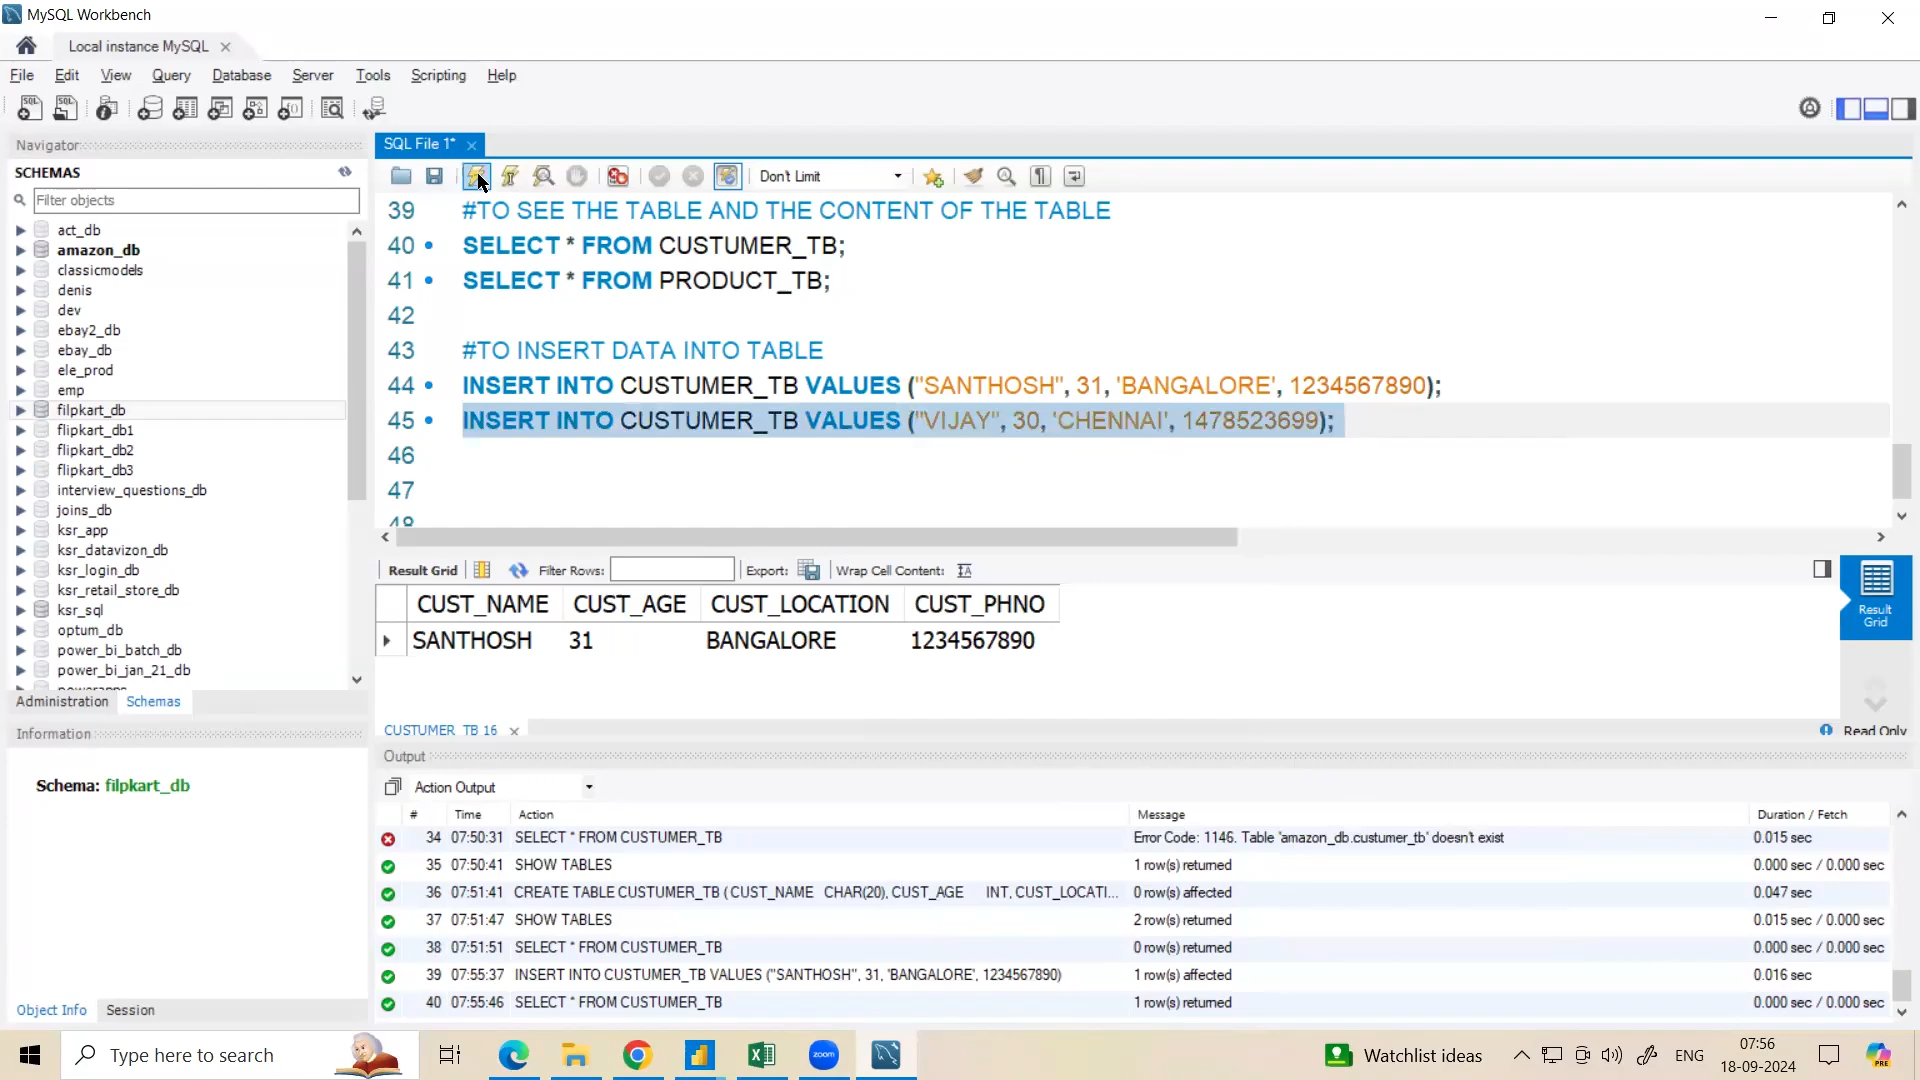 MySQL Workbench
Local instance MySQL
File Edit View Query Database Server Tools Scripting Help
Navigator
SCHEMAS
Filter objects
act_db
amazon_db
classicmodels
denis
dev
ebay2_db
ebay_db
ele_prod
emp
filpkart_db
flipkart_db1
flipkart_db2
flipkart_db3
interview_questions_db
joins_db
ksr_app
ksr_datavizon_db
ksr_login_db
ksr_retail_store_db
ksr_sql
optum_db
power_bi_batch_db
power_bi_jan_21_db
Administration Schemas
Information
Schema: filpkart_db
Object Info Session
SQL File 1*
Don't Limit
39 #TO SEE THE TABLE AND THE CONTENT OF THE TABLE
40 SELECT * FROM CUSTUMER_TB;
41 SELECT * FROM PRODUCT_TB;
42
43 #TO INSERT DATA INTO TABLE
44 INSERT INTO CUSTUMER_TB VALUES ("SANTHOSH", 31, 'BANGALORE', 1234567890);
45 INSERT INTO CUSTUMER_TB VALUES ("VIJAY", 30, 'CHENNAI', 1478523699);
46
47
48
Result Grid Filter Rows: Export: Wrap Cell Content:
CUST_NAME CUST_AGE CUST_LOCATION CUST_PHNO
SANTHOSH 31 BANGALORE 1234567890
Result Grid
CUSTUMER_TB 16 Read Only
Output
Action Output
# Time Action Message Duration / Fetch
34 07:50:31 SELECT * FROM CUSTUMER_TB Error Code: 1146. Table 'amazon_db.custumer_tb' doesn't exist 0.015 sec
35 07:50:41 SHOW TABLES 1 row(s) returned 0.000 sec / 0.000 sec
36 07:51:41 CREATE TABLE CUSTUMER_TB ( CUST_NAME CHAR(20), CUST_AGE INT, CUST_LOCATI... 0 row(s) affected 0.047 sec
37 07:51:47 SHOW TABLES 2 row(s) returned 0.015 sec / 0.000 sec
38 07:51:51 SELECT * FROM CUSTUMER_TB 0 row(s) returned 0.000 sec / 0.000 sec
39 07:55:37 INSERT INTO CUSTUMER_TB VALUES ("SANTHOSH", 31, 'BANGALORE', 1234567890) 1 row(s) affected 0.016 sec
40 07:55:46 SELECT * FROM CUSTUMER_TB 1 row(s) returned 0.000 sec / 0.000 sec
Type here to search
zoom
Watchlist ideas
ENG
07:56
18-09-2024
PRE